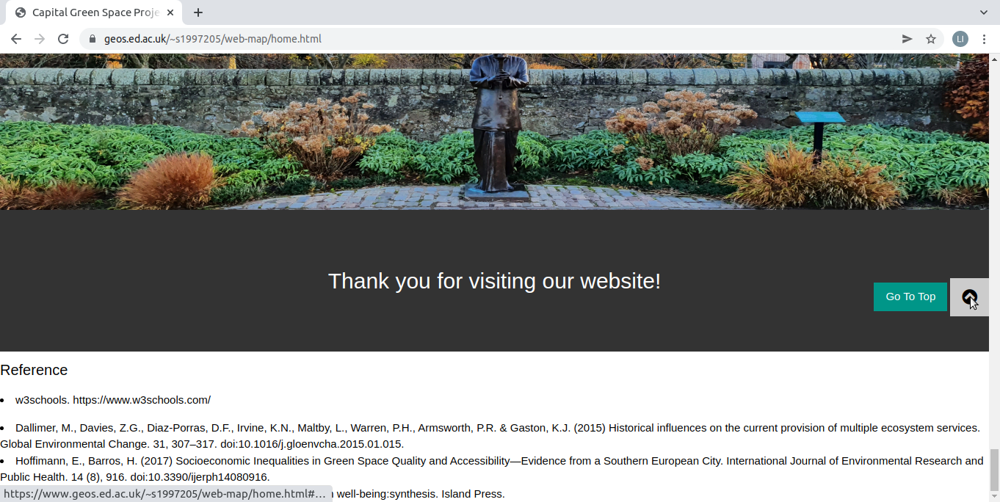 Capital Green Space Proje
geos.ed.ac.uk/~s1997205/web-map/home.html
LI
Thank you for visiting our website!
Go To Top
Reference
• w3schools. https://www.w3schools.com/
• Dallimer, M., Davies, Z.G., Diaz-Porras, D.F., Irvine, K.N., Maltby, L., Warren, P.H., Armsworth, P.R. & Gaston, K.J. (2015) Historical influences on the current provision of multiple ecosystem services.
Global Environmental Change. 31, 307–317. doi:10.1016/j.gloenvcha.2015.01.015.
• Hoffimann, E., Barros, H. (2017) Socioeconomic Inequalities in Green Space Quality and Accessibility—Evidence from a Southern European City. International Journal of Environmental Research and
Public Health. 14 (8), 916. doi:10.3390/ijerph14080916.
https://www.geos.ed.ac.uk/~s1997205/web-map/home.html#… well-being:synthesis. Island Press.